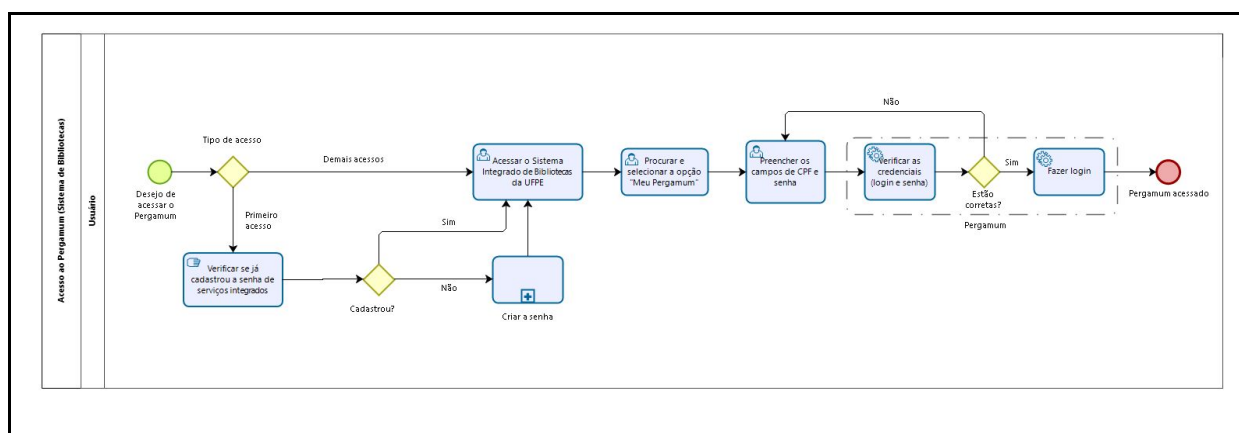 Acesso ao Pergamum (Sistema de Bibliotecas)
Usuário
Desejo de
acessar o
Pergamum
Tipo de acesso
Demais acessos
Primeiro
acesso
Verificar se já
cadastrou a senha de
serviços integrados
Cadastrou?
Sim
Não
Criar a senha
Acessar o Sistema
Integrado de Bibliotecas
da UFPE
Procurar e
selecionar a opção
"Meu Pergamum"
Preencher os
campos de CPF e
senha
Não
Verificar as
credenciais
(login e senha)
Estão
corretas?
Sim
Fazer login
Pergamum
Pergamum acessado